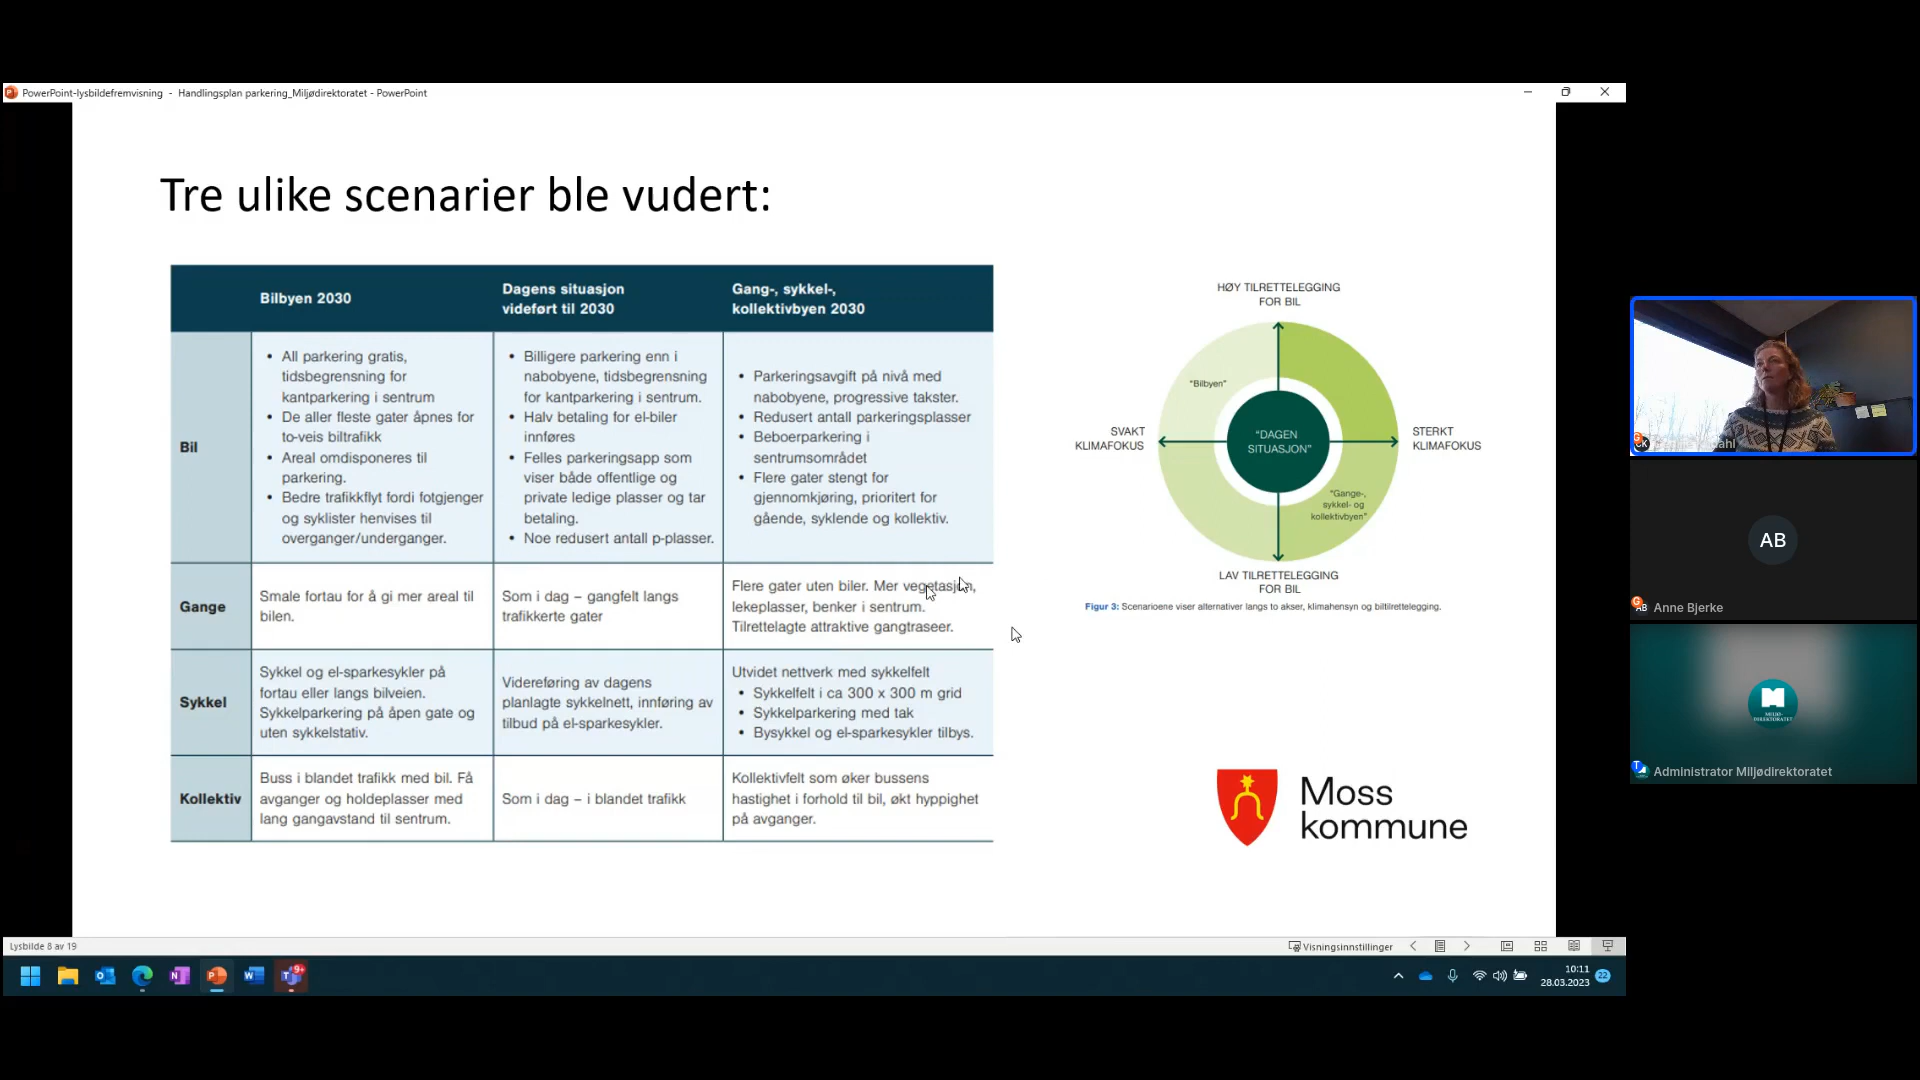 PowerPoint-lysbildefremvisning - Handlingsplan parkering_Miljødirektoratet - PowerPoint
Tre ulike scenarier ble vudert:
Bilbyen 2030
Dagens situasjon
videført til 2030
Gang-, sykkel-,
kollektivbyen 2030
Bil
• All parkering gratis,
tidsbegrensning for
kantparkering i sentrum
• De aller fleste gater åpnes for
to-veis biltrafikk
• Areal omdisponeres til
parkering.
• Bedre trafikkflyt fordi fotgjenger
og syklister henvises til
overganger/underganger.
• Billigere parkering enn i
nabobyene, tidsbegrensning
for kantparkering i sentrum.
• Halv betaling for el-biler
innføres
• Felles parkeringsapp som
viser både offentlige og
private ledige plasser og tar
betaling.
• Noe redusert antall p-plasser.
• Parkeringsavgift på nivå med
nabobyene, progressive takster.
• Redusert antall parkeringsplasser
• Beboerparkering i
sentrumsområdet
• Flere gater stengt for
gjennomkjøring, prioritert for
gående, syklende og kollektiv.
Gange
Smale fortau for å gi mer areal til
bilen.
Som i dag – gangfelt langs
trafikkerte gater
Flere gater uten biler. Mer vegetasjon,
lekeplasser, benker i sentrum.
Tilrettelagte attraktive gangtraseer.
Sykkel
Sykkel og el-sparkesykler på
fortau eller langs bilveien.
Sykkelparkering på åpen gate og
uten sykkelstativ.
Videreføring av dagens
planlagte sykkelnett, innføring av
tilbud på el-sparkesykler.
Utvidet nettverk med sykkelfelt
• Sykkelfelt i ca 300 x 300 m grid
• Sykkelparkering med tak
• Bysykkel og el-sparkesykler tilbys.
Kollektiv
Buss i blandet trafikk med bil. Få
avganger og holdeplasser med
lang gangavstand til sentrum.
Som i dag – i blandet trafikk
Kollektivfelt som øker bussens
hastighet i forhold til bil, økt hyppighet
på avganger.
HØY TILRETTELEGGING
FOR BIL
"Bilbyen"
SVAKT
KLIMAFOKUS
"DAGEN
SITUASJON"
STERKT
KLIMAFOKUS
"Gange-,
sykkel- og
kollektivbyen"
LAV TILRETTELEGGING
FOR BIL
Figur 3: Scenarioene viser alternativer langs to akser, klimahensyn og biltilrettelegging.
Moss
kommune
AB
AB
Anne Bjerke
MILJØ-
DIREKTORATET
Administrator Miljødirektoratet
Lysbilde 8 av 19
Visningsinnstillinger
9+
10:11
28.03.2023
22